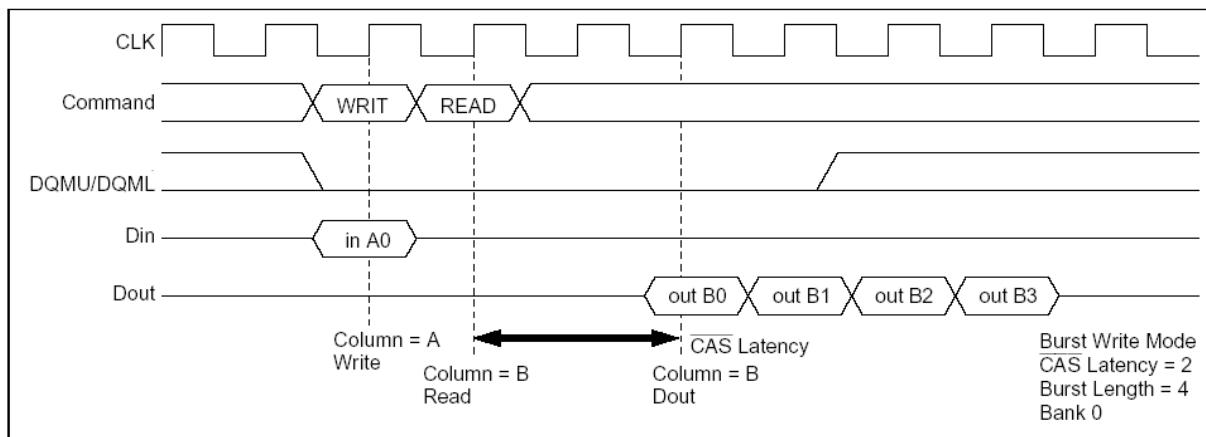 CLK
Command
WRIT
READ
DQMU/DQML
Din
in A0
Dout
out B0
out B1
out B2
out B3
Column = A
Write
Column = B
Read
CAS Latency
Column = B
Dout
Burst Write Mode
CAS Latency = 2
Burst Length = 4
Bank 0